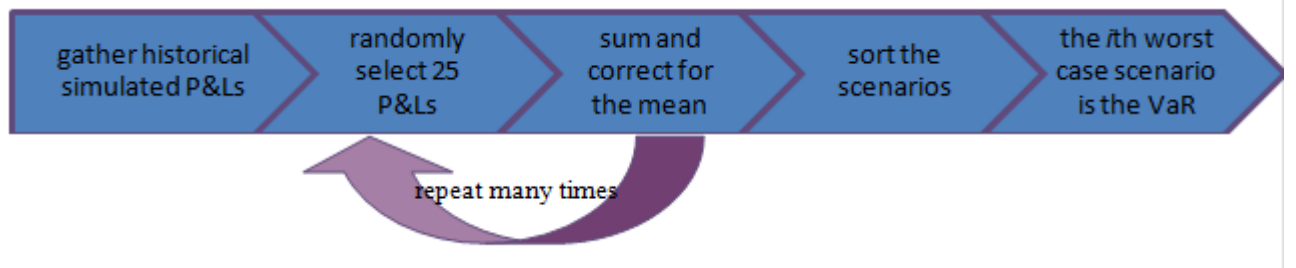 gather historical
simulated P&Ls
randomly
select 25
P&Ls
sum and
correct for
the mean
sort the
scenarios
the ith worst
case scenario
is the VaR
repeat many times